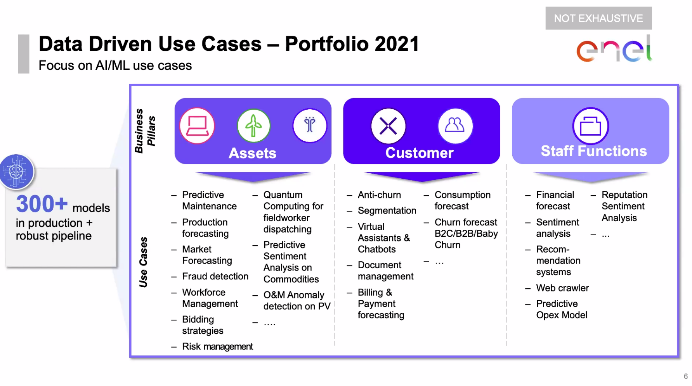 NOT EXHAUSTIVE
Data Driven Use Cases – Portfolio 2021
enel
Focus on AI/ML use cases
Business
Pillars
Assets
Customer
Staff Functions
300+ models
in production +
robust pipeline
Use Cases
– Predictive
Maintenance
– Production
forecasting
– Market
Forecasting
– Fraud detection
– Workforce
Management
– Bidding
strategies
– Risk management
– Quantum
Computing for
fieldworker
dispatching
– Predictive
Sentiment
Analysis on
Commodities
– O&M Anomaly
detection on PV
– ....
– Anti-churn
– Segmentation
– Virtual
Assistants &
Chatbots
– Document
management
– Billing &
Payment
forecasting
– Consumption
forecast
– Churn forecast
B2C/B2B/Baby
Churn
– ...
– Financial
forecast
– Sentiment
analysis
– Recom-
mendation
systems
– Web crawler
– Predictive
Opex Model
– Reputation
Sentiment
Analysis
– ...
6